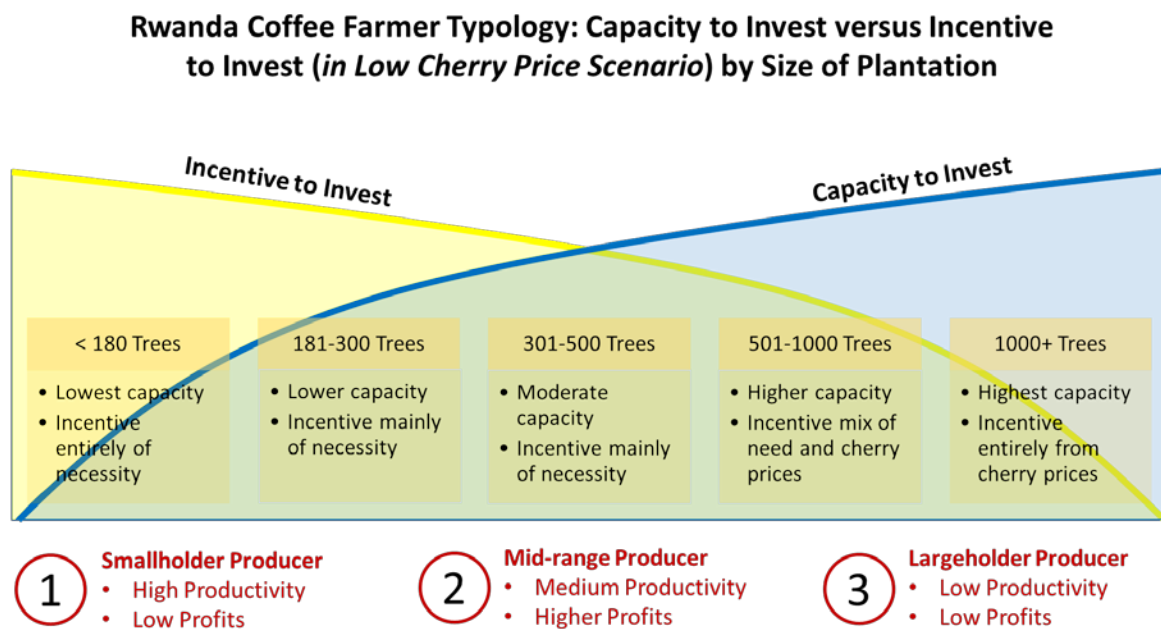 Rwanda Coffee Farmer Typology: Capacity to Invest versus Incentive
to Invest (in Low Cherry Price Scenario) by Size of Plantation
Incentive to Invest
Capacity to Invest
< 180 Trees
• Lowest capacity
• Incentive
entirely of
necessity
181-300 Trees
• Lower capacity
• Incentive mainly
of necessity
301-500 Trees
• Moderate
capacity
• Incentive mainly
of necessity
501-1000 Trees
• Higher capacity
• Incentive mix of
need and cherry
prices
1000+ Trees
• Highest capacity
• Incentive
entirely from
cherry prices
1
Smallholder Producer
• High Productivity
• Low Profits
2
Mid-range Producer
• Medium Productivity
• Higher Profits
3
Largeholder Producer
• Low Productivity
• Low Profits